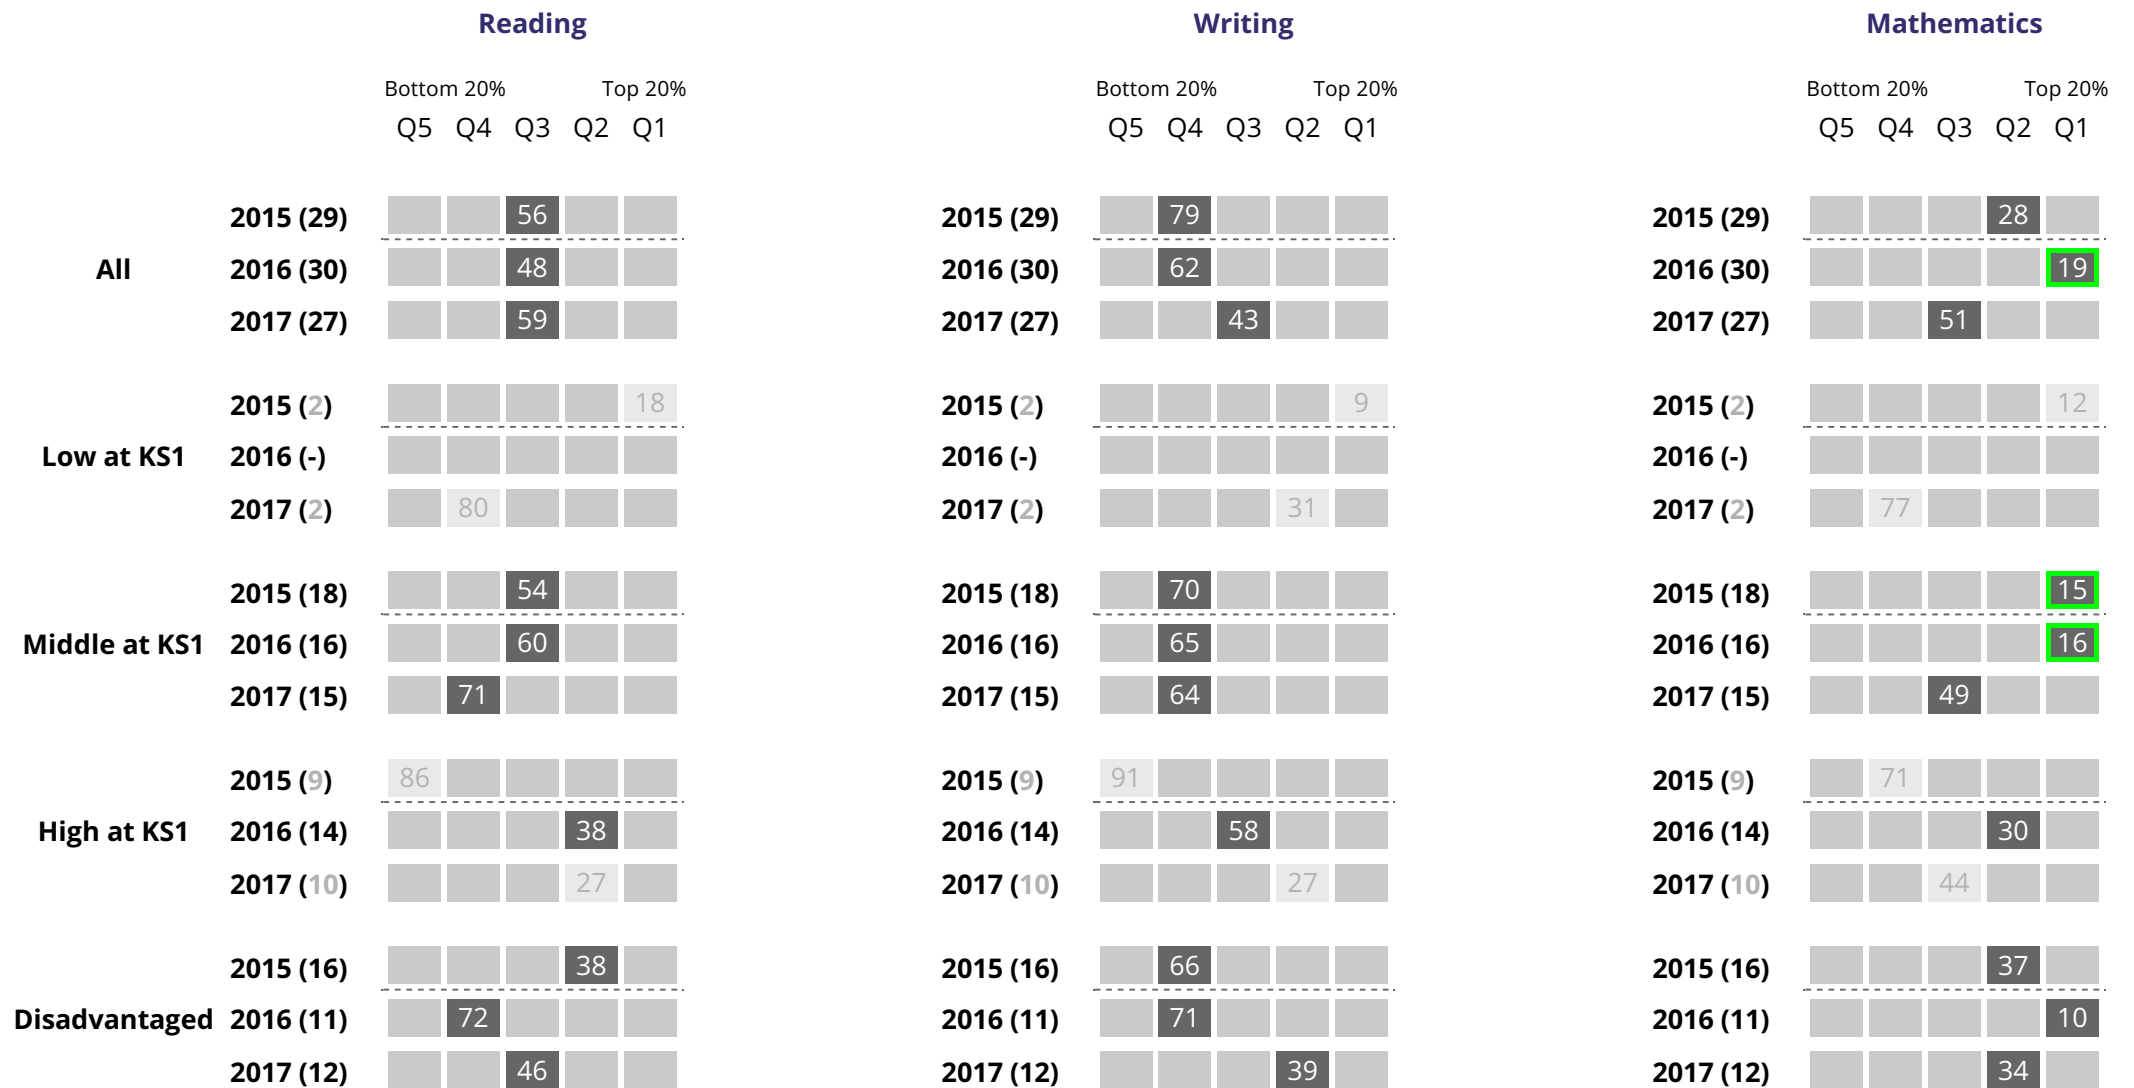 Reading Writing Mathematics
Bottom 20% Top 20% Bottom 20% Top 20% Bottom 20% Top 20%
Q5 Q4 Q3 Q2 Q1 Q5 Q4 Q3 Q2 Q1 Q5 Q4 Q3 Q2 Q1
2015 (29) 56 2015 (29) 79 2015 (29) 28
All 2016 (30) 48 2016 (30) 62 2016 (30) 19
2017 (27) 59 2017 (27) 43 2017 (27) 51
2015 (2) 18 2015 (2) 9 2015 (2) 12
Low at KS1 2016 (-) 2016 (-) 2016 (-)
2017 (2) 80 2017 (2) 31 2017 (2) 77
2015 (18) 54 2015 (18) 70 2015 (18) 15
Middle at KS1 2016 (16) 60 2016 (16) 65 2016 (16) 16
2017 (15) 71 2017 (15) 64 2017 (15) 49
2015 (9) 86 2015 (9) 91 2015 (9) 71
High at KS1 2016 (14) 38 2016 (14) 58 2016 (14) 30
2017 (10) 27 2017 (10) 27 2017 (10) 44
2015 (16) 38 2015 (16) 66 2015 (16) 37
Disadvantaged 2016 (11) 72 2016 (11) 71 2016 (11) 10
2017 (12) 46 2017 (12) 39 2017 (12) 34